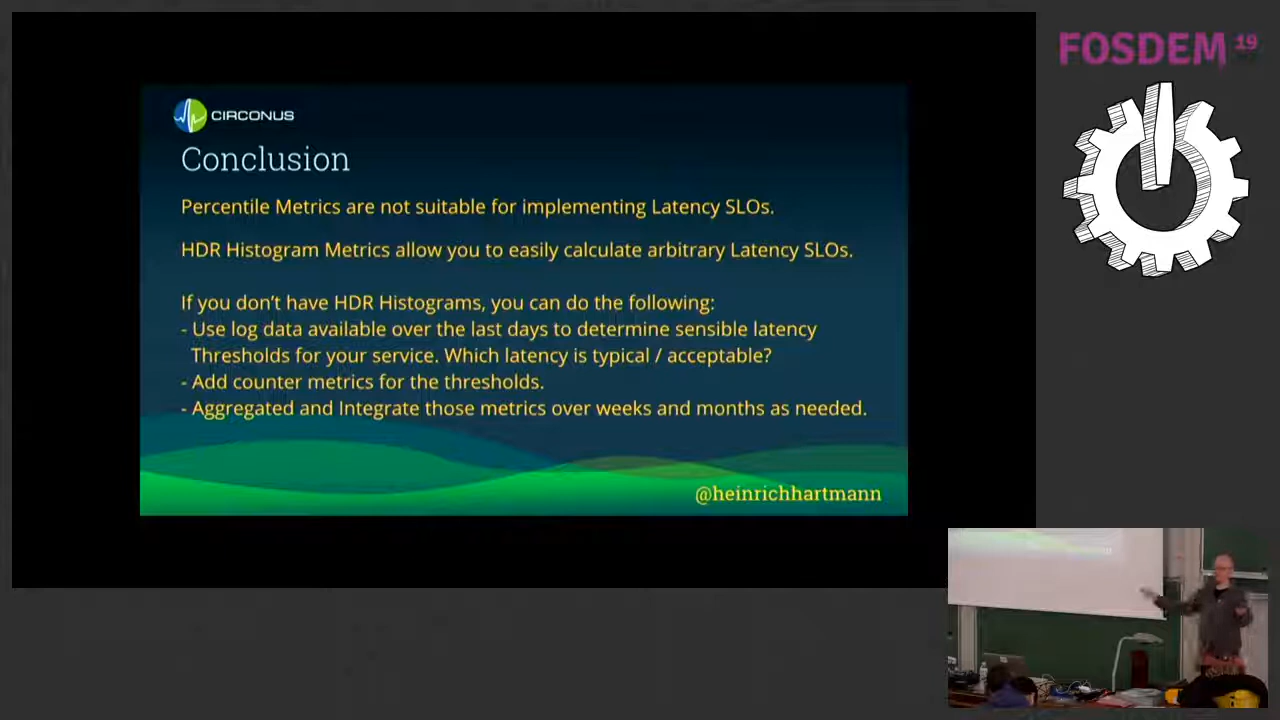 FOSDEM 19
CIRCONUS
Conclusion
Percentile Metrics are not suitable for implementing Latency SLOs.
HDR Histogram Metrics allow you to easily calculate arbitrary Latency SLOs.
If you don't have HDR Histograms, you can do the following:
- Use log data available over the last days to determine sensible latency
Thresholds for your service. Which latency is typical / acceptable?
- Add counter metrics for the thresholds.
- Aggregated and Integrate those metrics over weeks and months as needed.
@heinrichhartmann